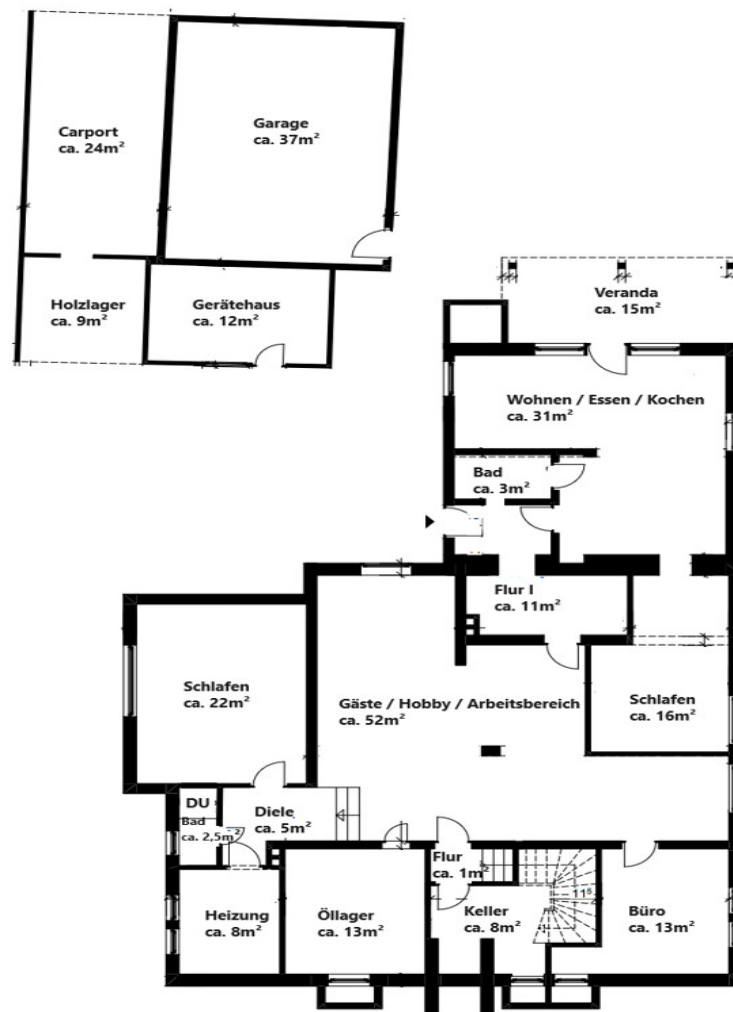 Carport
ca. 24m²
Garage
ca. 37m²
Holzlager
ca. 9m²
Gerätehaus
ca. 12m²
Veranda
ca. 15m²
Wohnen / Essen / Kochen
ca. 31m²
Bad
ca. 3m²
Flur I
ca. 11m²
Schlafen
ca. 22m²
Gäste / Hobby / Arbeitsbereich
ca. 52m²
Schlafen
ca. 16m²
DU
Bad
ca. 2,5m²
Diele
ca. 5m²
Flur
ca. 1m²
Heizung
ca. 8m²
Öllager
ca. 13m²
Keller
ca. 8m²
Büro
ca. 13m²